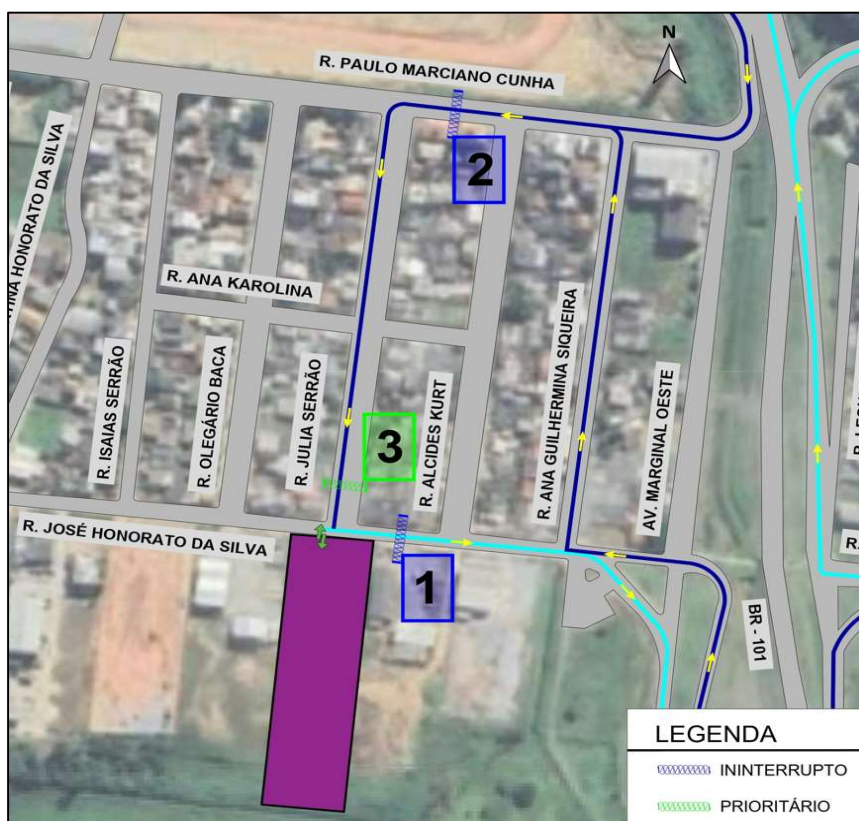 N
R. PAULO MARCIANO CUNHA
2
HONORATO DA SILVA
R. ANA KAROLINA
R. ISAIAS SERRÃO
R. OLEGÁRIO BACA
R. JULIA SERRÃO
3
R. ALCIDES KURT
R. ANA GUILHERMINA SIQUEIRA
AV. MARGINAL OESTE
R. JOSÉ HONORATO DA SILVA
1
BR - 101
R.
LEGENDA
ININTERRUPTO
PRIORITÁRIO